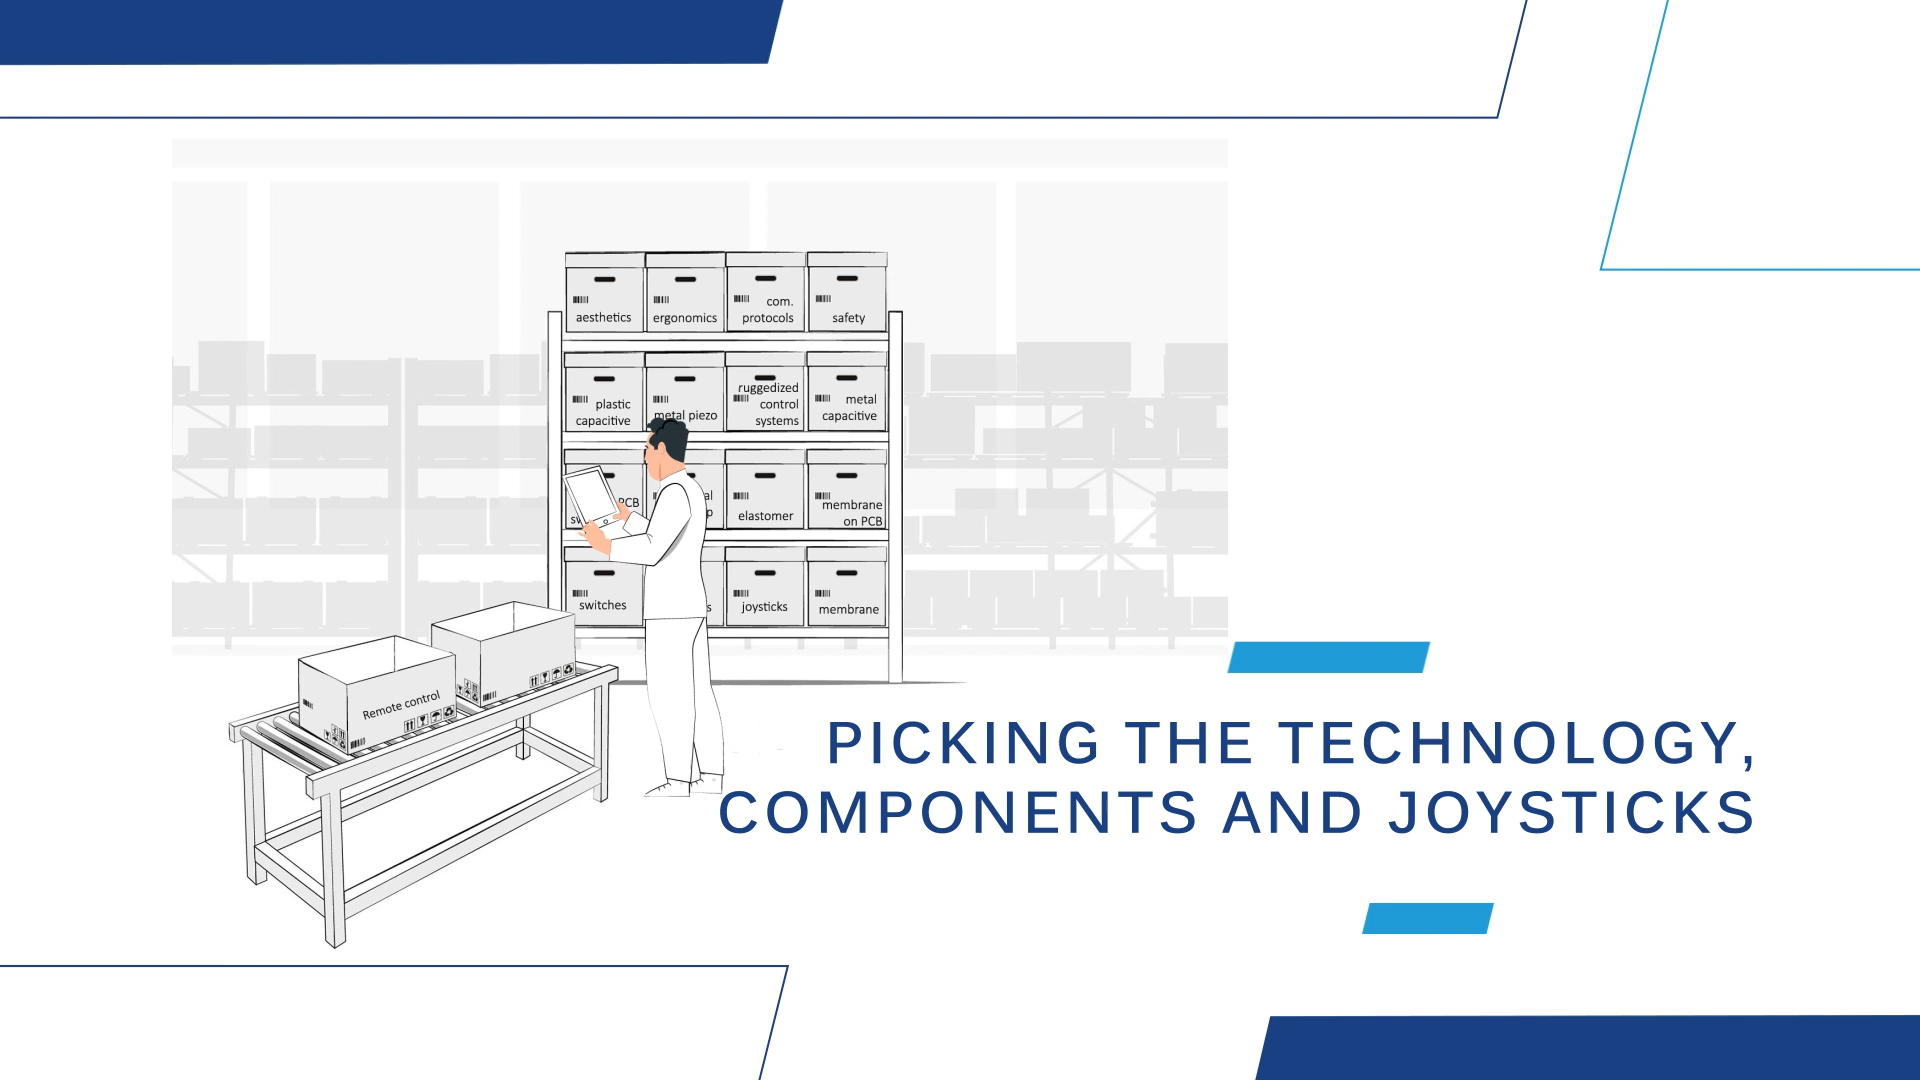 com.
aesthetics
ergonomics
protocols
safety
plastic
capacitive
metal piezo
ruggedized
control
systems
metal
capacitive
PCB
elastomer
membrane
on PCB
switches
joysticks
membrane
Remote control
PICKING THE TECHNOLOGY,
COMPONENTS AND JOYSTICKS